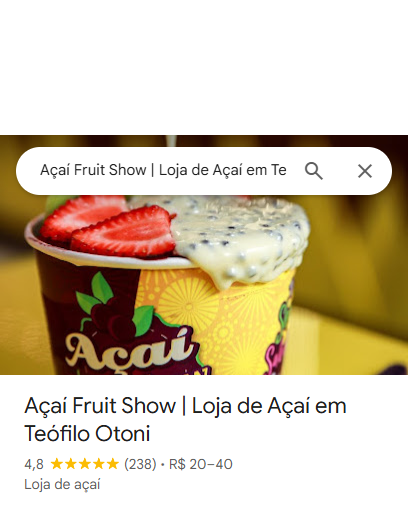 Açaí Fruit Show | Loja de Açaí em Te
Açaí
Açaí Fruit Show | Loja de Açaí em
Teófilo Otoni
4,8 ★★★★★ (238) · R$ 20–40
Loja de açaí